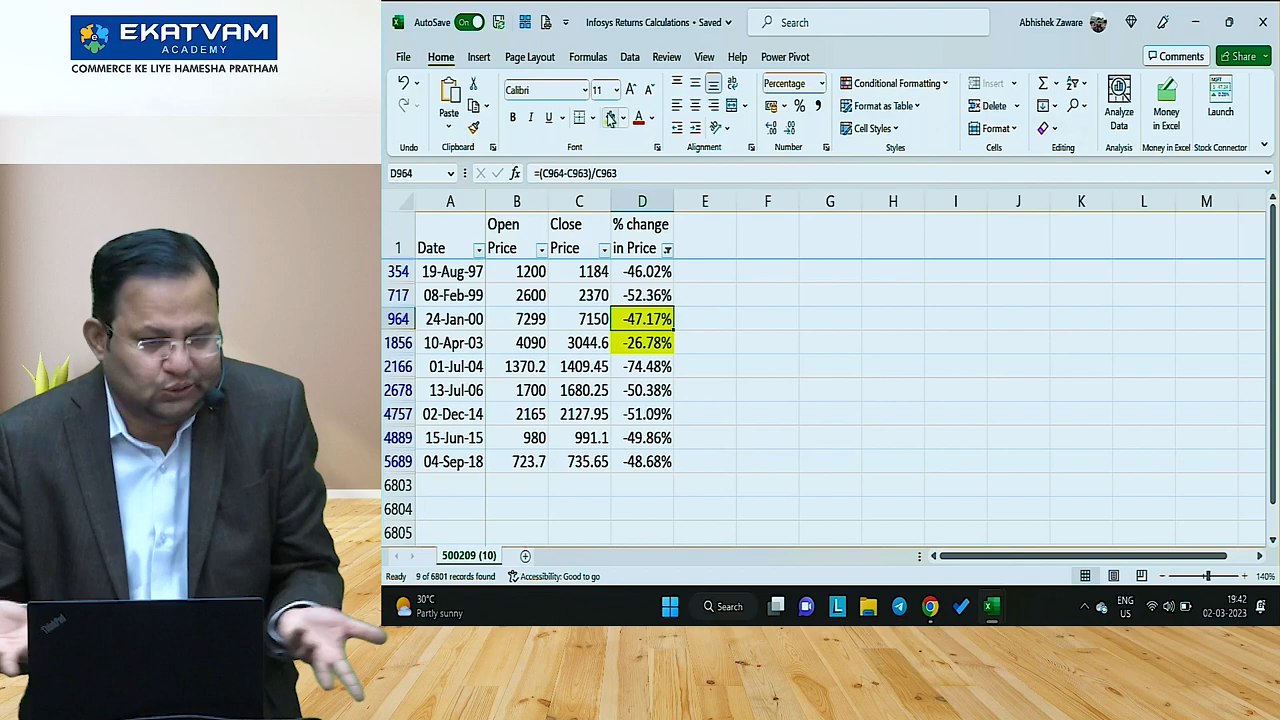 EKATVAM
ACADEMY
COMMERCE KE LIYE HAMESHA PRATHAM
AutoSave On Infosys Returns Calculations • Saved Search Abhishek Zaware
File Home Insert Page Layout Formulas Data Review View Help Power Pivot Comments Share
Calibri 11 Percentage Conditional Formatting Insert
Paste Format as Table Delete Analyze Data Money in Excel Launch
B I U A Cell Styles Format
Undo Clipboard Font Alignment Number Styles Cells Editing Analysis Money in Excel Stock Connector
D964 fx =(C964-C963)/C963
A B C D E F G H I J K L M
Open Close % change
1 Date Price Price in Price
354 19-Aug-97 1200 1184 -46.02%
717 08-Feb-99 2600 2370 -52.36%
964 24-Jan-00 7299 7150 -47.17%
1856 10-Apr-03 4090 3044.6 -26.78%
2166 01-Jul-04 1370.2 1409.45 -74.48%
2678 13-Jul-06 1700 1680.25 -50.38%
4757 02-Dec-14 2165 2127.95 -51.09%
4889 15-Jun-15 980 991.1 -49.86%
5689 04-Sep-18 723.7 735.65 -48.68%
6803
6804
6805
500209 (10)
Ready 9 of 6801 records found Accessibility: Good to go 140%
30°C
Partly sunny
Search
ENG
US
19:42
02-03-2023
ThinkPad